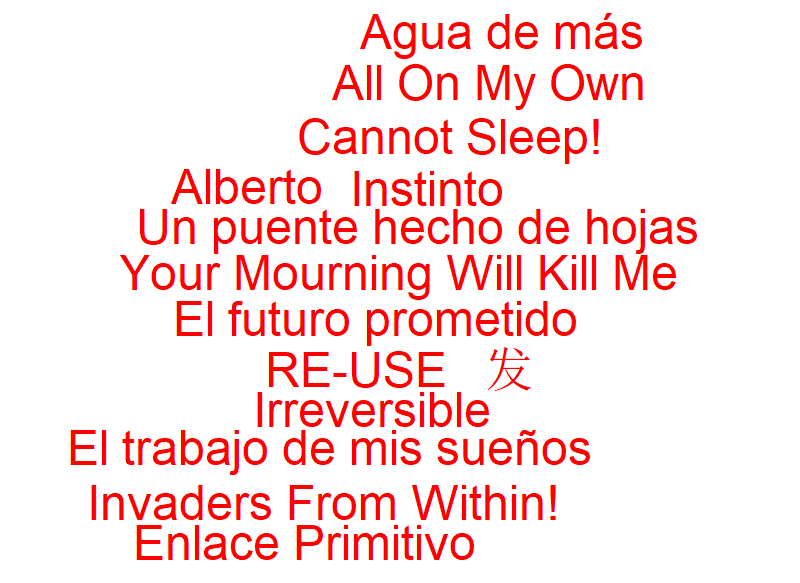 Agua de más
All On My Own
Cannot Sleep!
Alberto Instinto
Un puente hecho de hojas
Your Mourning Will Kill Me
El futuro prometido
RE-USE 发
Irreversible
El trabajo de mis sueños
Invaders From Within!
Enlace Primitivo